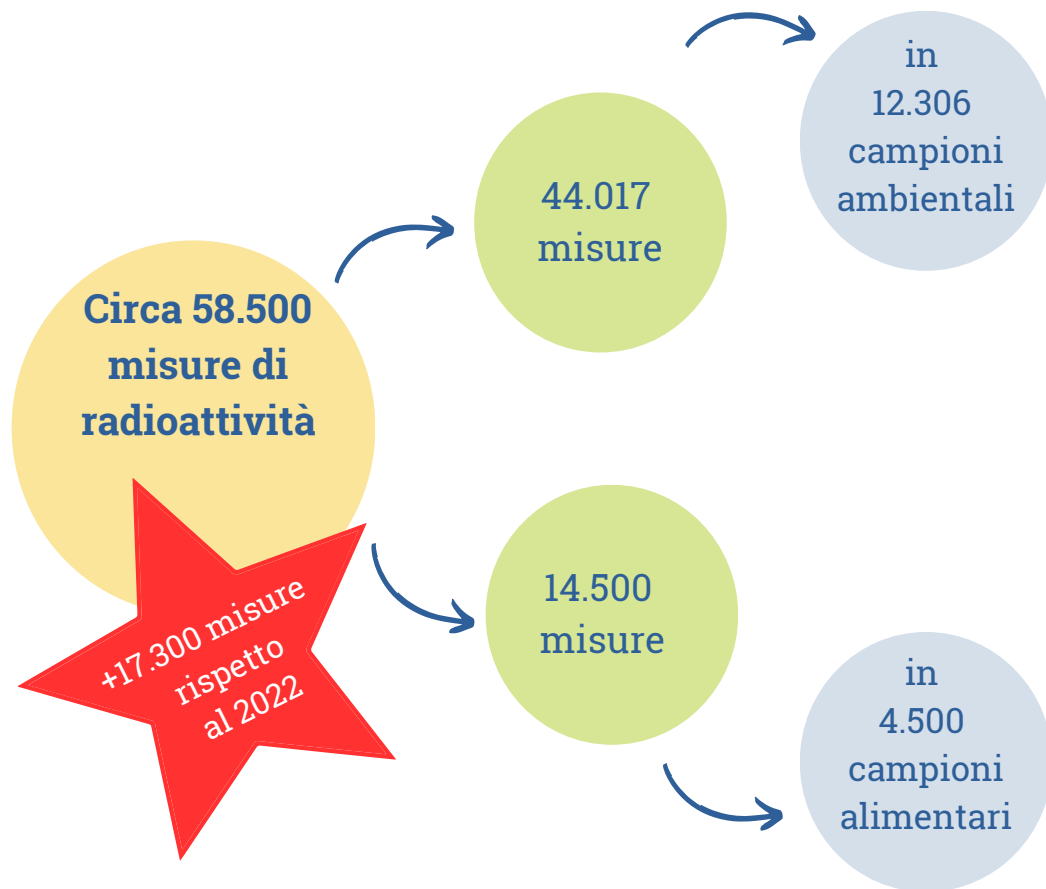 Circa 58.500
misure di
radioattività
+17.300 misure
rispetto
al 2022
44.017
misure
in
12.306
campioni
ambientali
14.500
misure
in
4.500
campioni
alimentari